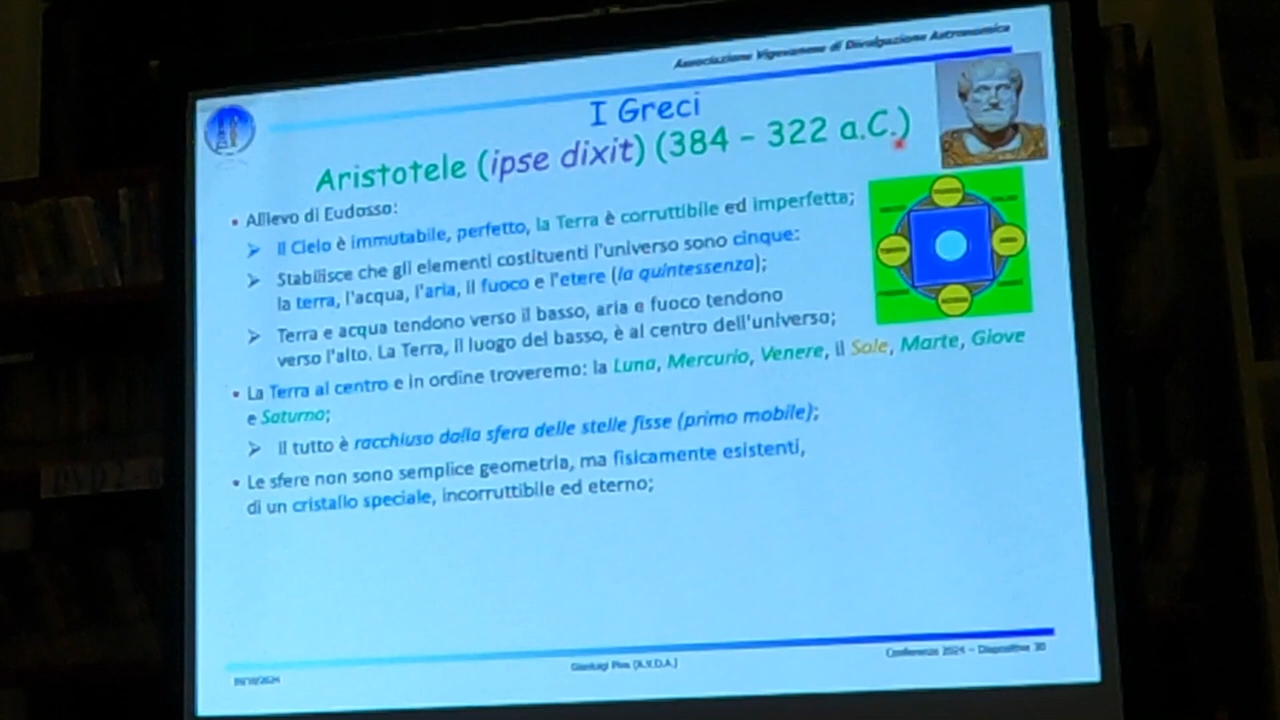 Associazione Vigevanese di Divulgazione Astronomica
I Greci
Aristotele (ipse dixit) (384 - 322 a.C.)
• Allievo di Eudosso:
➢ Il Cielo è immutabile, perfetto, la Terra è corruttibile ed imperfetta;
➢ Stabilisce che gli elementi costituenti l'universo sono cinque:
la terra, l'acqua, l'aria, il fuoco e l'etere (la quintessenza);
➢ Terra e acqua tendono verso il basso, aria e fuoco tendono
verso l'alto. La Terra, il luogo del basso, è al centro dell'universo;
• La Terra al centro e in ordine troveremo: la Luna, Mercurio, Venere, il Sole, Marte, Giove
e Saturno;
➢ Il tutto è racchiuso dalla sfera delle stelle fisse (primo mobile);
• Le sfere non sono semplice geometria, ma fisicamente esistenti,
di un cristallo speciale, incorruttibile ed eterno;
Gianluigi Piva (A.V.D.A.)
Conferenze 2024 - Diapositiva 30